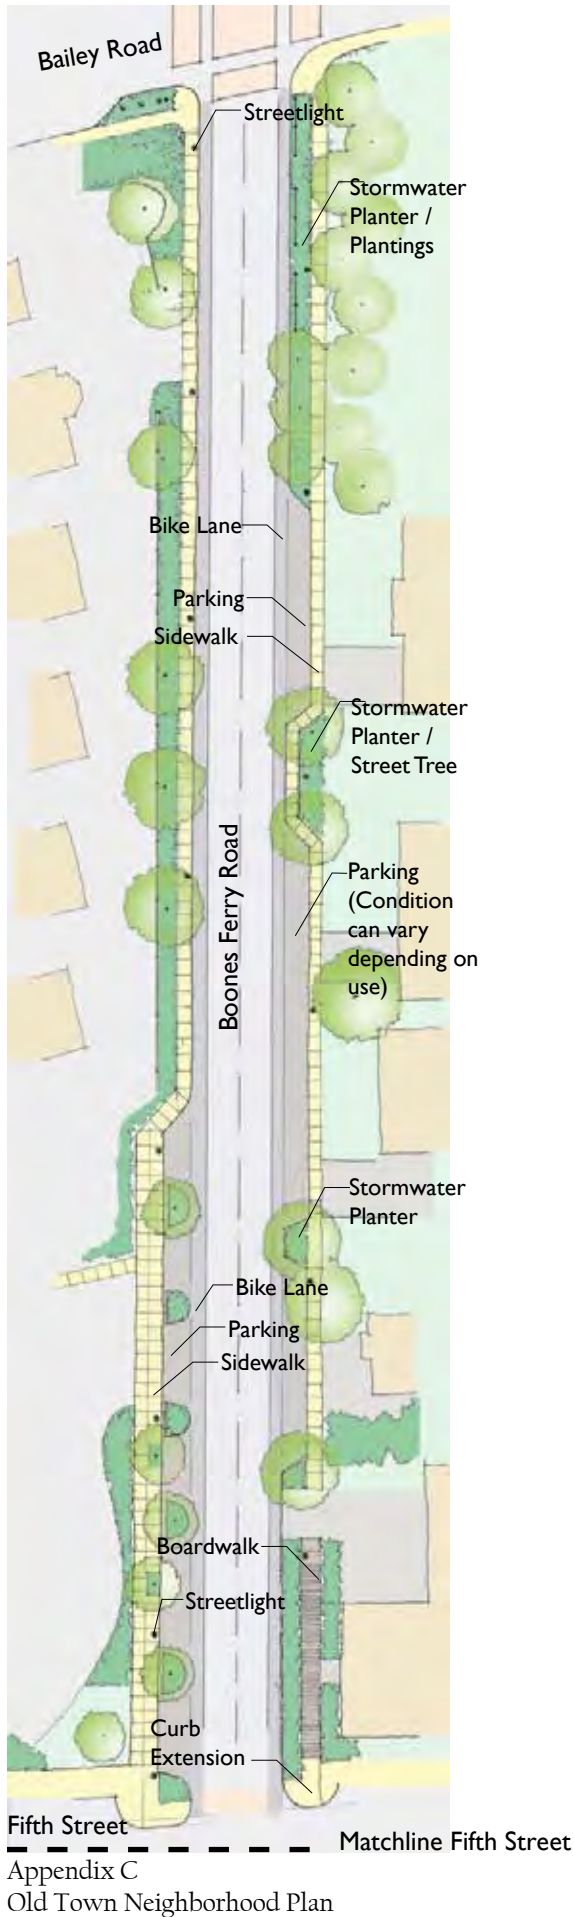 Bailey Road
Streetlight
Stormwater
Planter /
Plantings
Bike Lane
Parking
Sidewalk
Stormwater
Planter /
Street Tree
Boones Ferry Road
Parking
(Condition
can vary
depending on
use)
Stormwater
Planter
Bike Lane
Parking
Sidewalk
Boardwalk
Streetlight
Curb
Extension
Fifth Street
Matchline Fifth Street
Appendix C
Old Town Neighborhood Plan